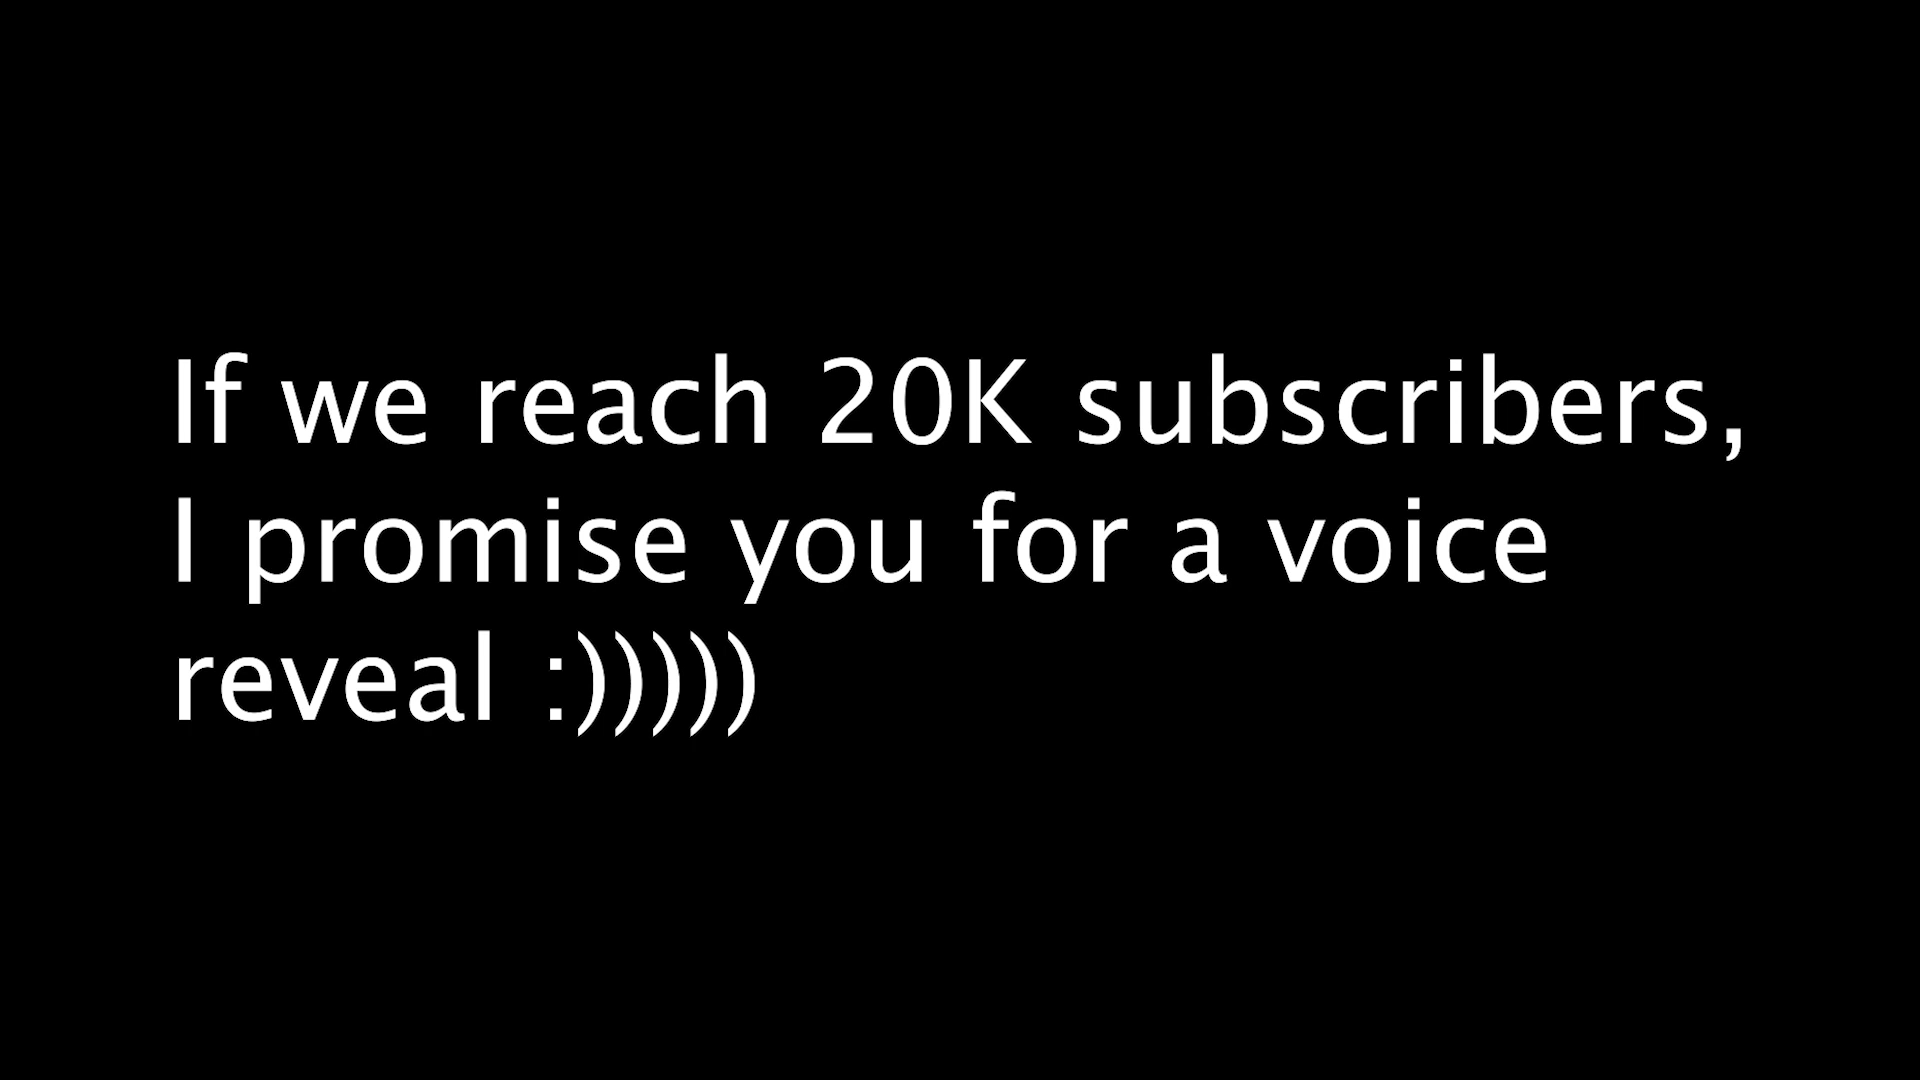 If we reach 20K subscribers,
I promise you for a voice
reveal :)))))